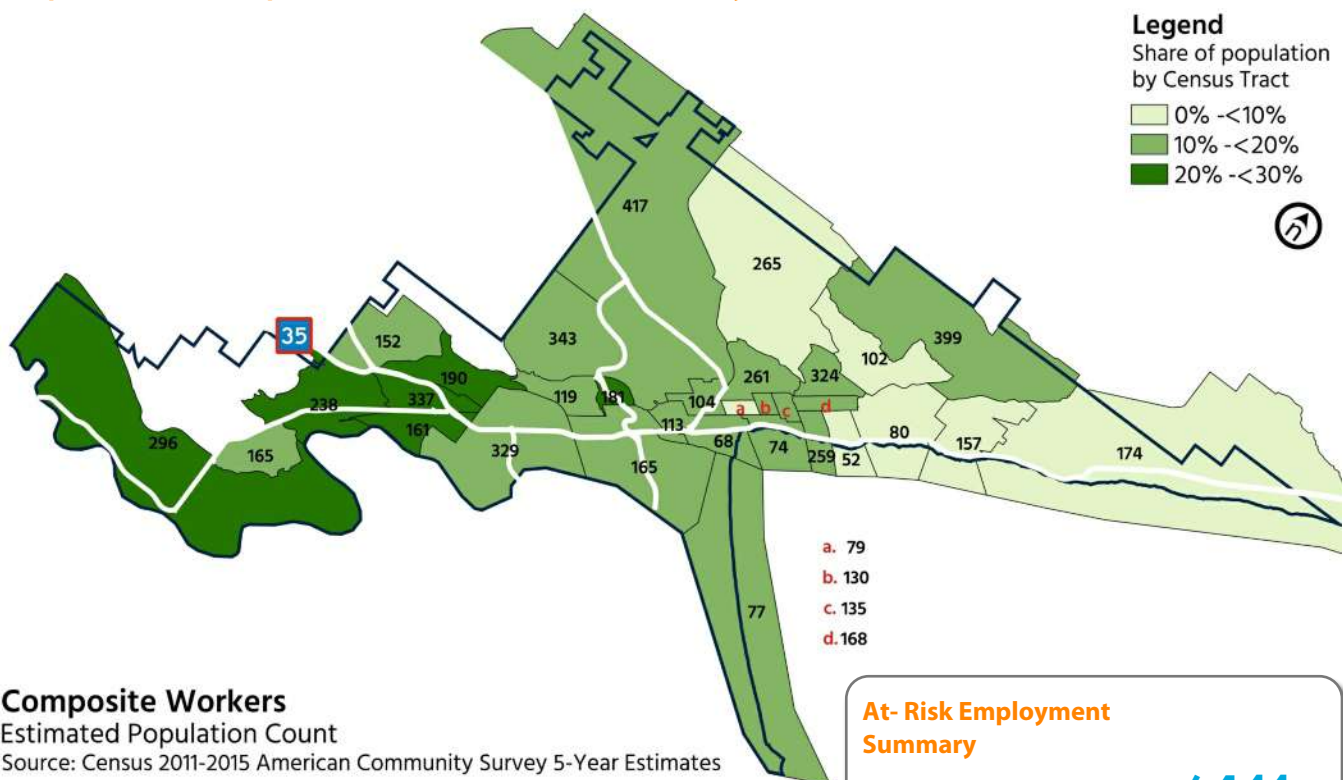 Legend
Share of population
by Census Tract
0% -<10%
10% -<20%
20% -<30%
417
265
35
152
343
399
102
190
261
324
238
337
119
181
104
a
b
c
d
161
113
296
165
329
165
68
74
259
52
80
157
174
a. 79
b. 130
c. 135
d. 168
77
Composite Workers
Estimated Population Count
Source: Census 2011-2015 American Community Survey 5-Year Estimates
At- Risk Employment
Summary